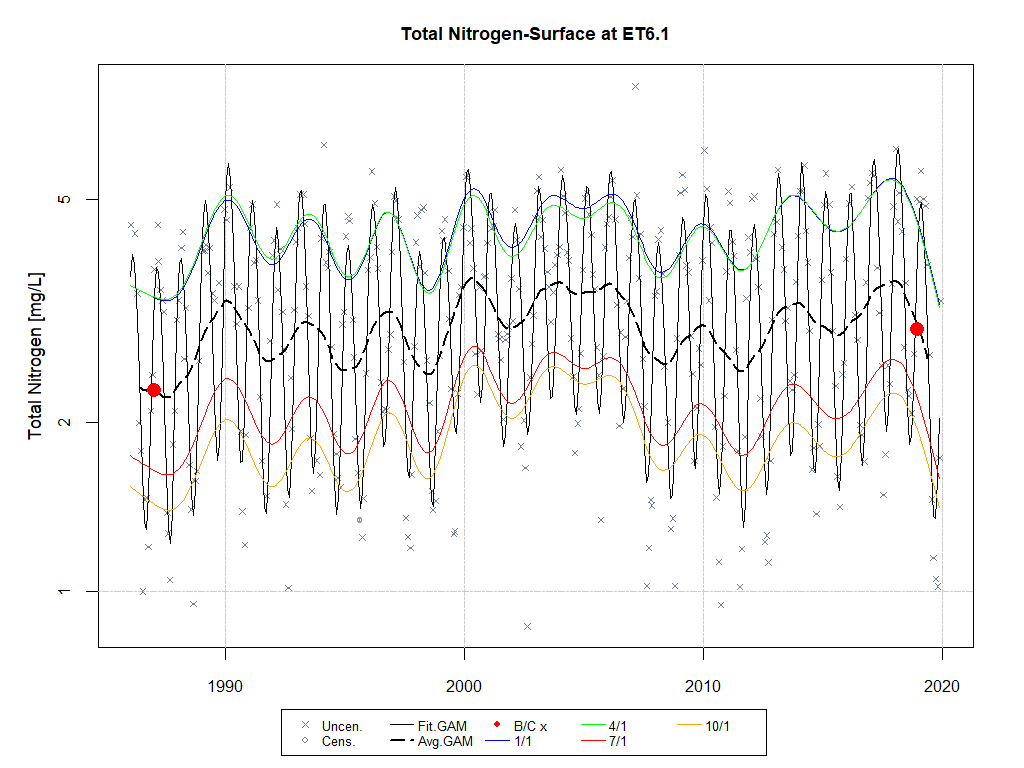 Total Nitrogen-Surface at ET6.1
Total Nitrogen [mg/L]
5
2
1
1990 2000 2010 2020
Uncen. Fit.GAM B/C x 4/1 10/1
Cens. Avg.GAM 1/1 7/1